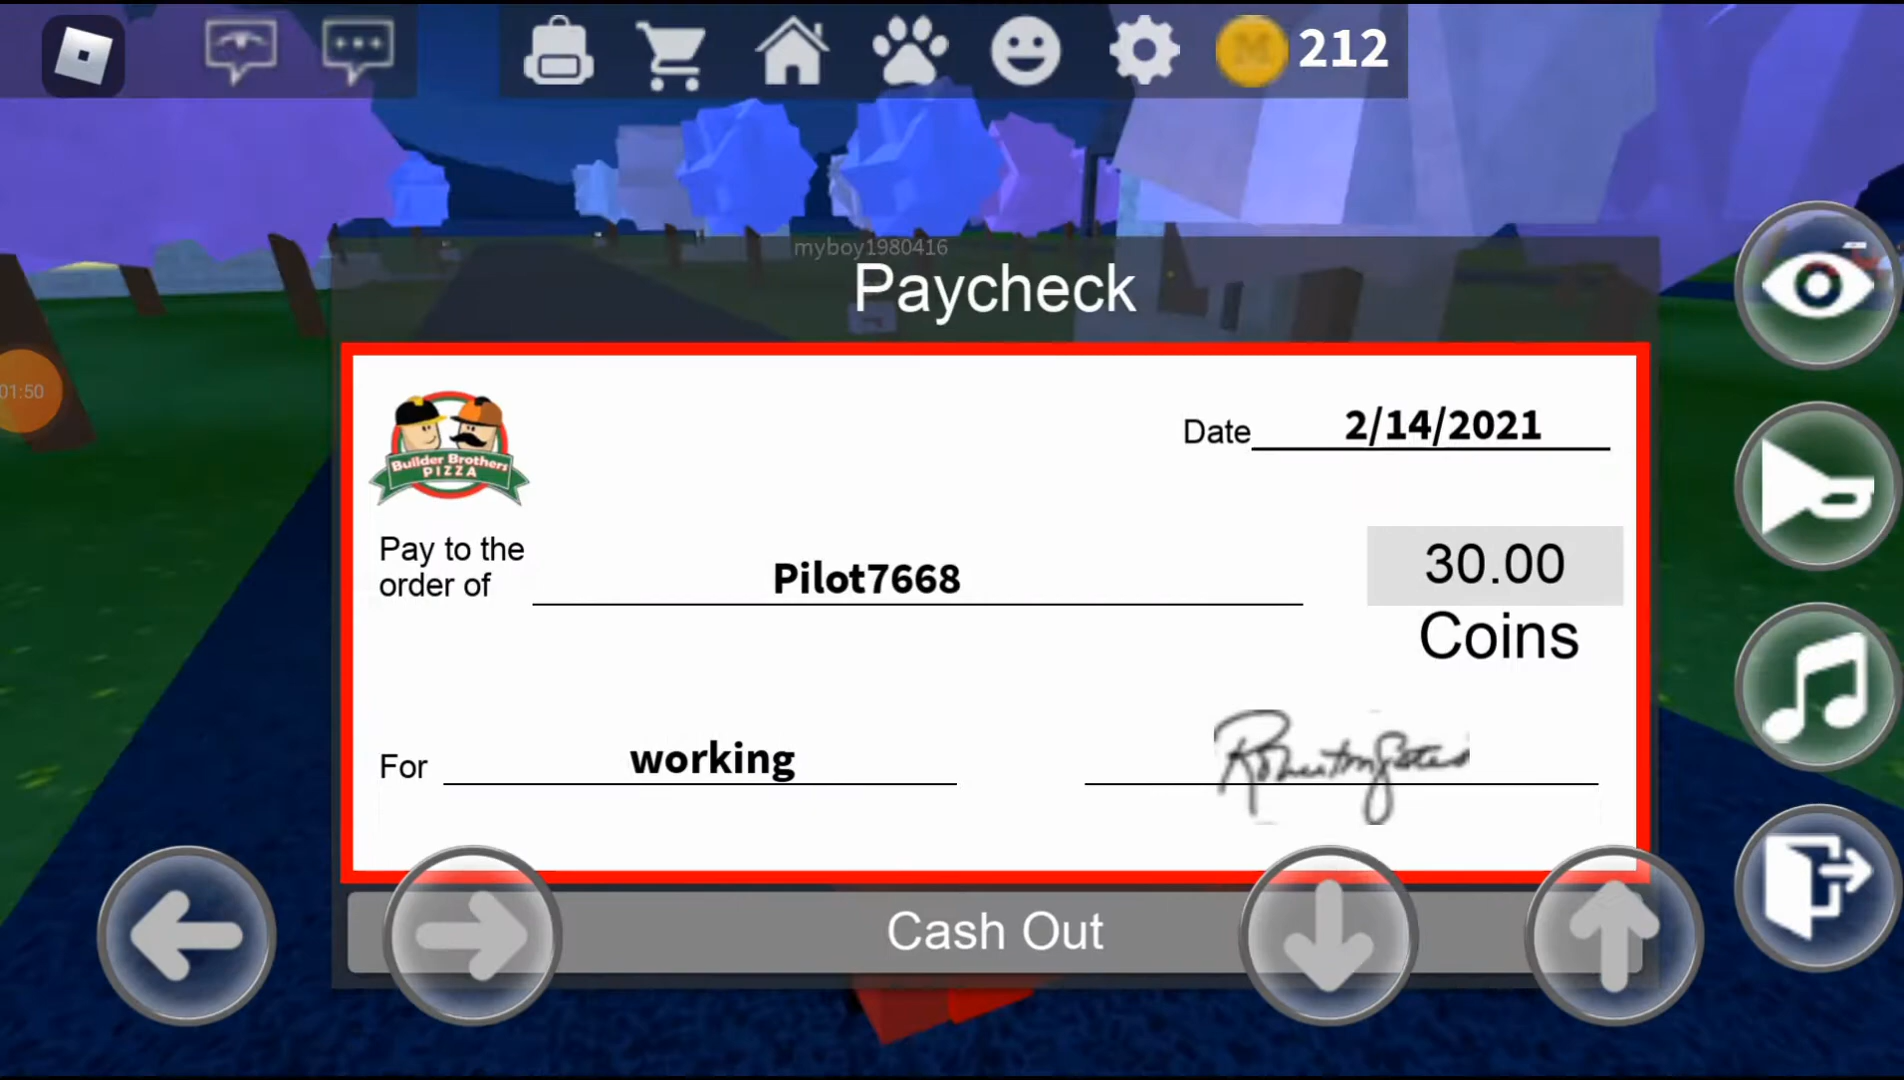 212
myboy1980416
Paycheck
01:50
Builder Brothers
PIZZA
Date 2/14/2021
Pay to the
order of
Pilot7668
30.00
Coins
For working
Cash Out